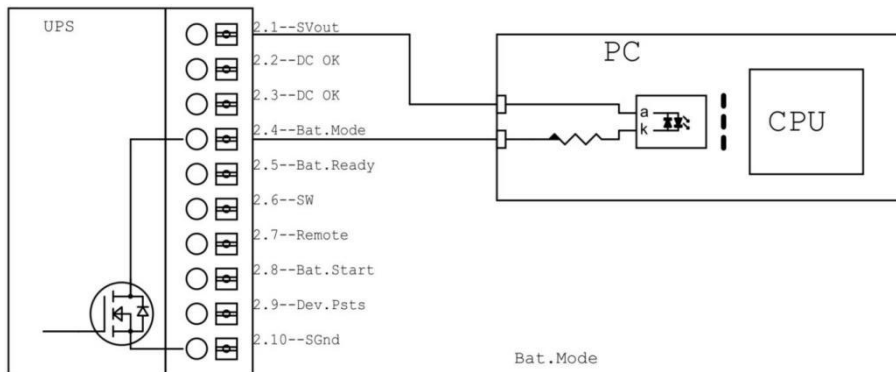 UPS
2.1--SVout
2.2--DC OK
2.3--DC OK
2.4--Bat.Mode
2.5--Bat.Ready
2.6--SW
2.7--Remote
2.8--Bat.Start
2.9--Dev.Psts
2.10--SGnd
PC
a
k
CPU
Bat.Mode